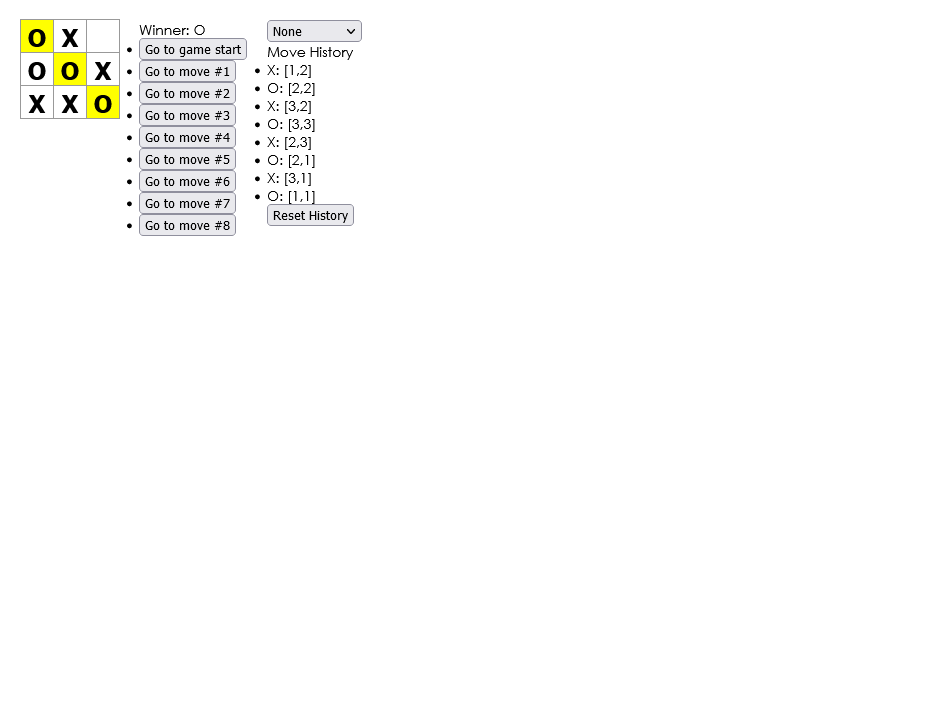 O X
O O X
X X O
Winner: O
Go to game start
Go to move #1
Go to move #2
Go to move #3
Go to move #4
Go to move #5
Go to move #6
Go to move #7
Go to move #8
None
Move History
X: [1,2]
O: [2,2]
X: [3,2]
O: [3,3]
X: [2,3]
O: [2,1]
X: [3,1]
O: [1,1]
Reset History